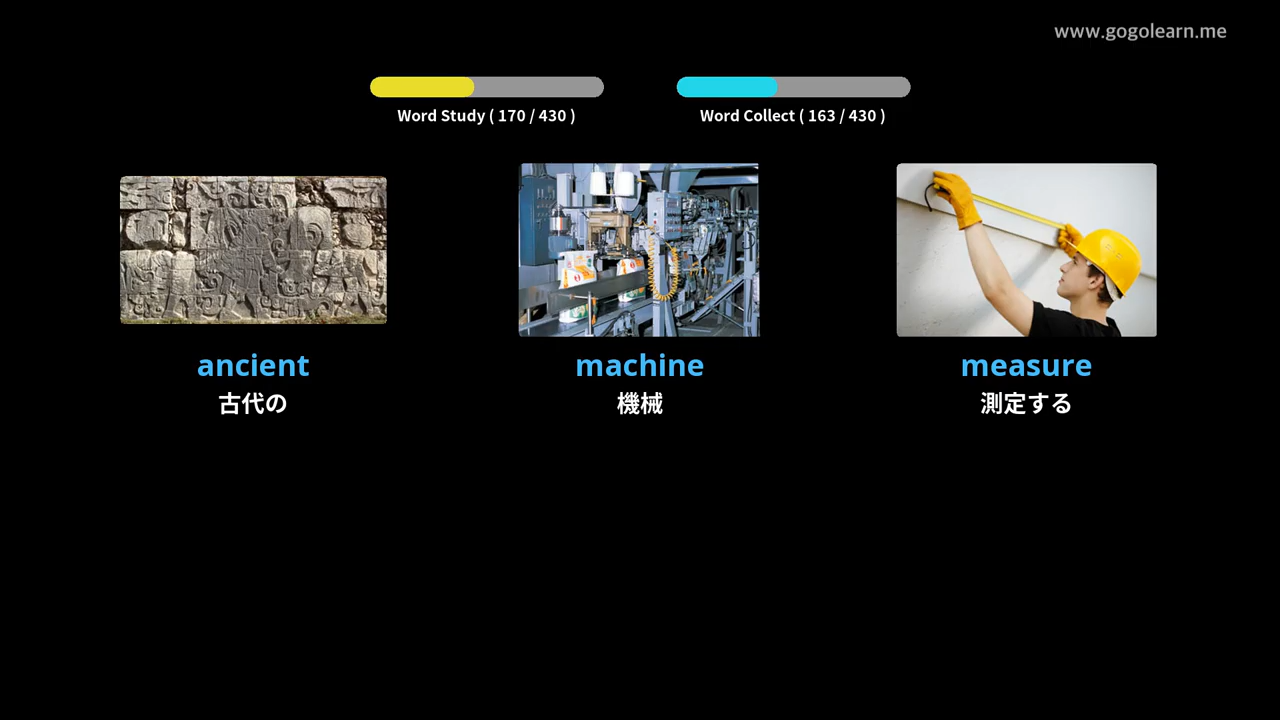 www.gogolearn.me
Word Study ( 170 / 430 )
Word Collect ( 163 / 430 )
ancient
古代の
machine
機械
measure
測定する